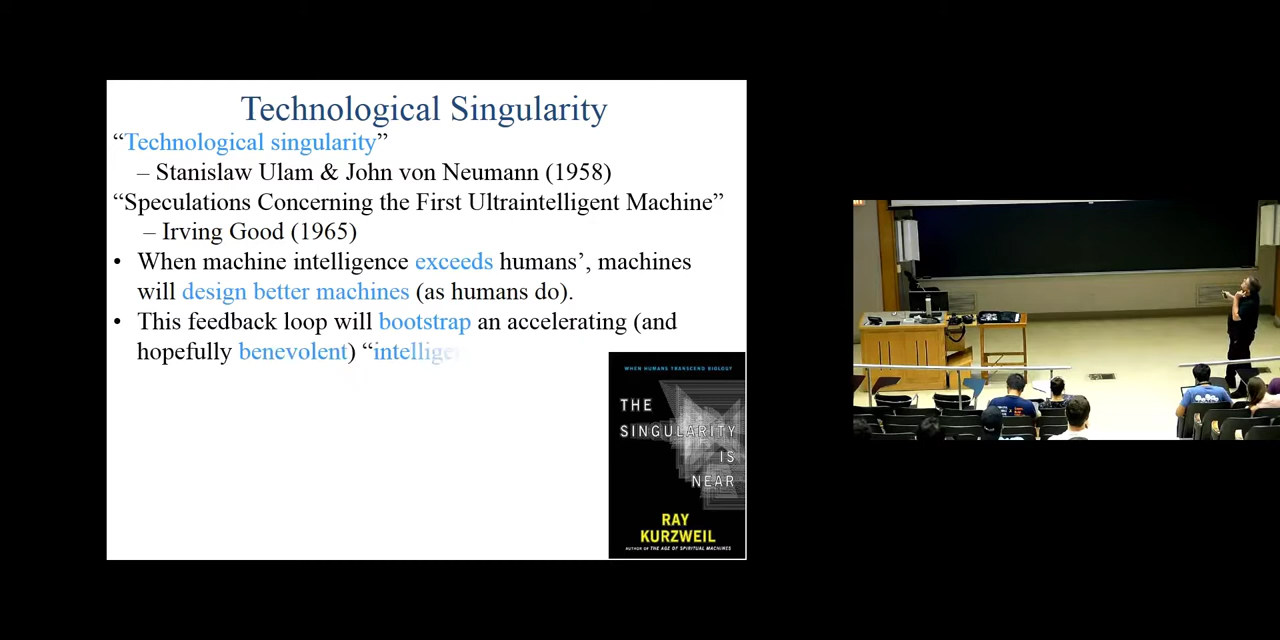 Technological Singularity
“Technological singularity”
– Stanislaw Ulam & John von Neumann (1958)
“Speculations Concerning the First Ultraintelligent Machine”
– Irving Good (1965)
• When machine intelligence exceeds humans’, machines
will design better machines (as humans do).
• This feedback loop will bootstrap an accelerating (and
hopefully benevolent) “intellige
WHEN HUMANS TRANSCEND BIOLOGY
THE
SINGULARITY
IS
NEAR
RAY
KURZWEIL
AUTHOR OF THE AGE OF SPIRITUAL MACHINES